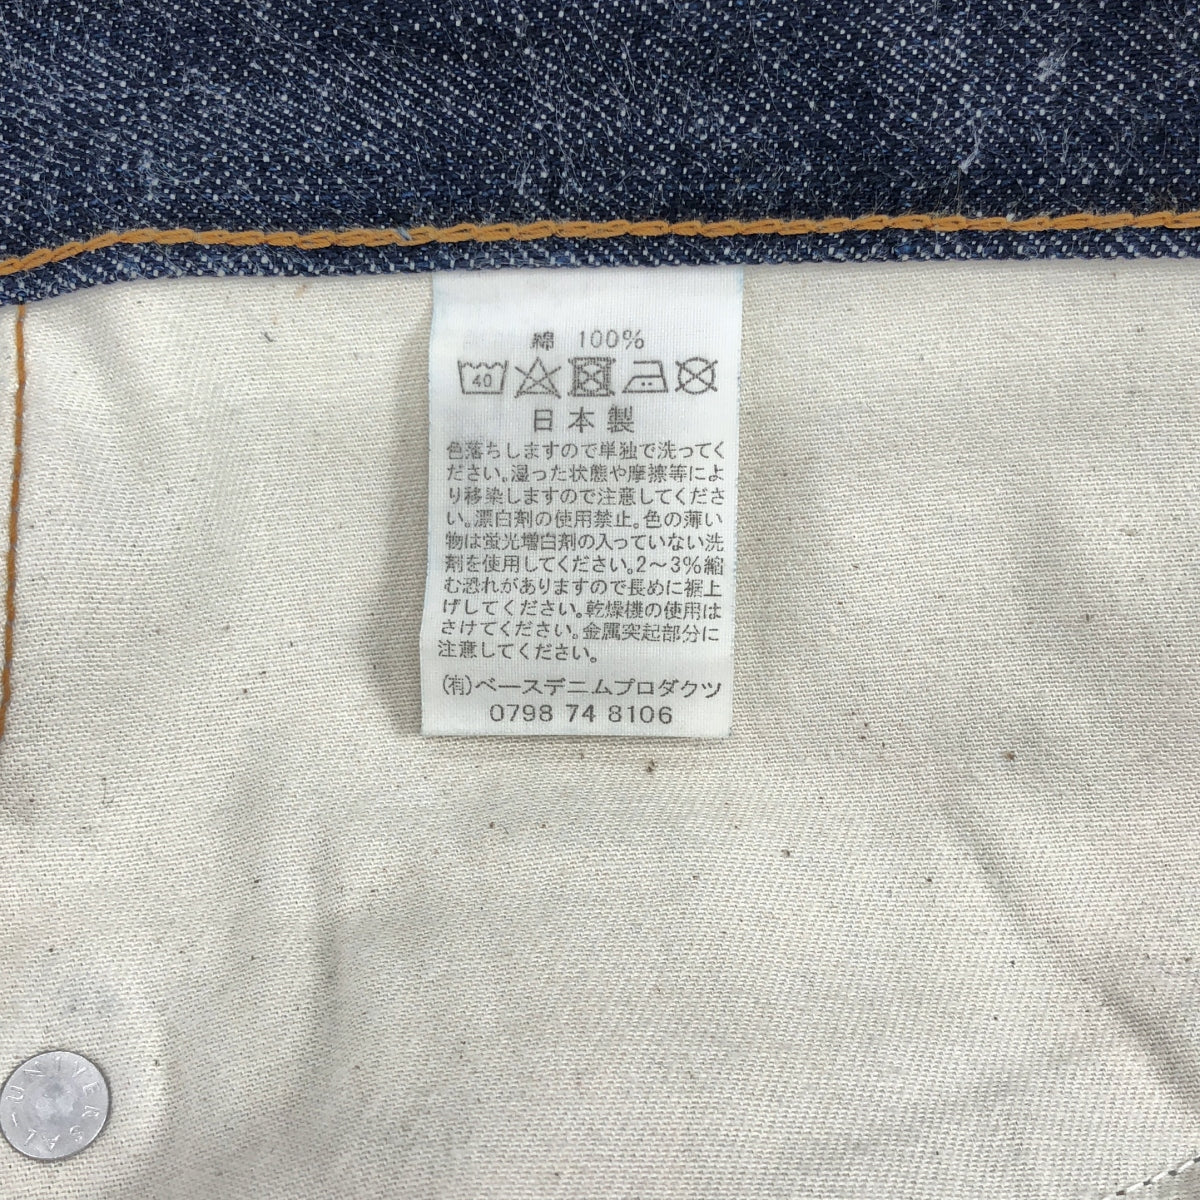 綿 100%
40
日本製
色落ちしますので単独で洗ってく
ださい。湿った状態や摩擦等によ
り移染しますので注意してくださ
い。漂白剤の使用禁止。色の薄い
物は蛍光増白剤の入っていない洗
剤を使用してください。2～3%縮
む恐れがありますので長めに裾上
げしてください。乾燥機の使用は
さけてください。金属突起部分に
注意してください。
(有)ベースデニムプロダクツ
0798 74 8106